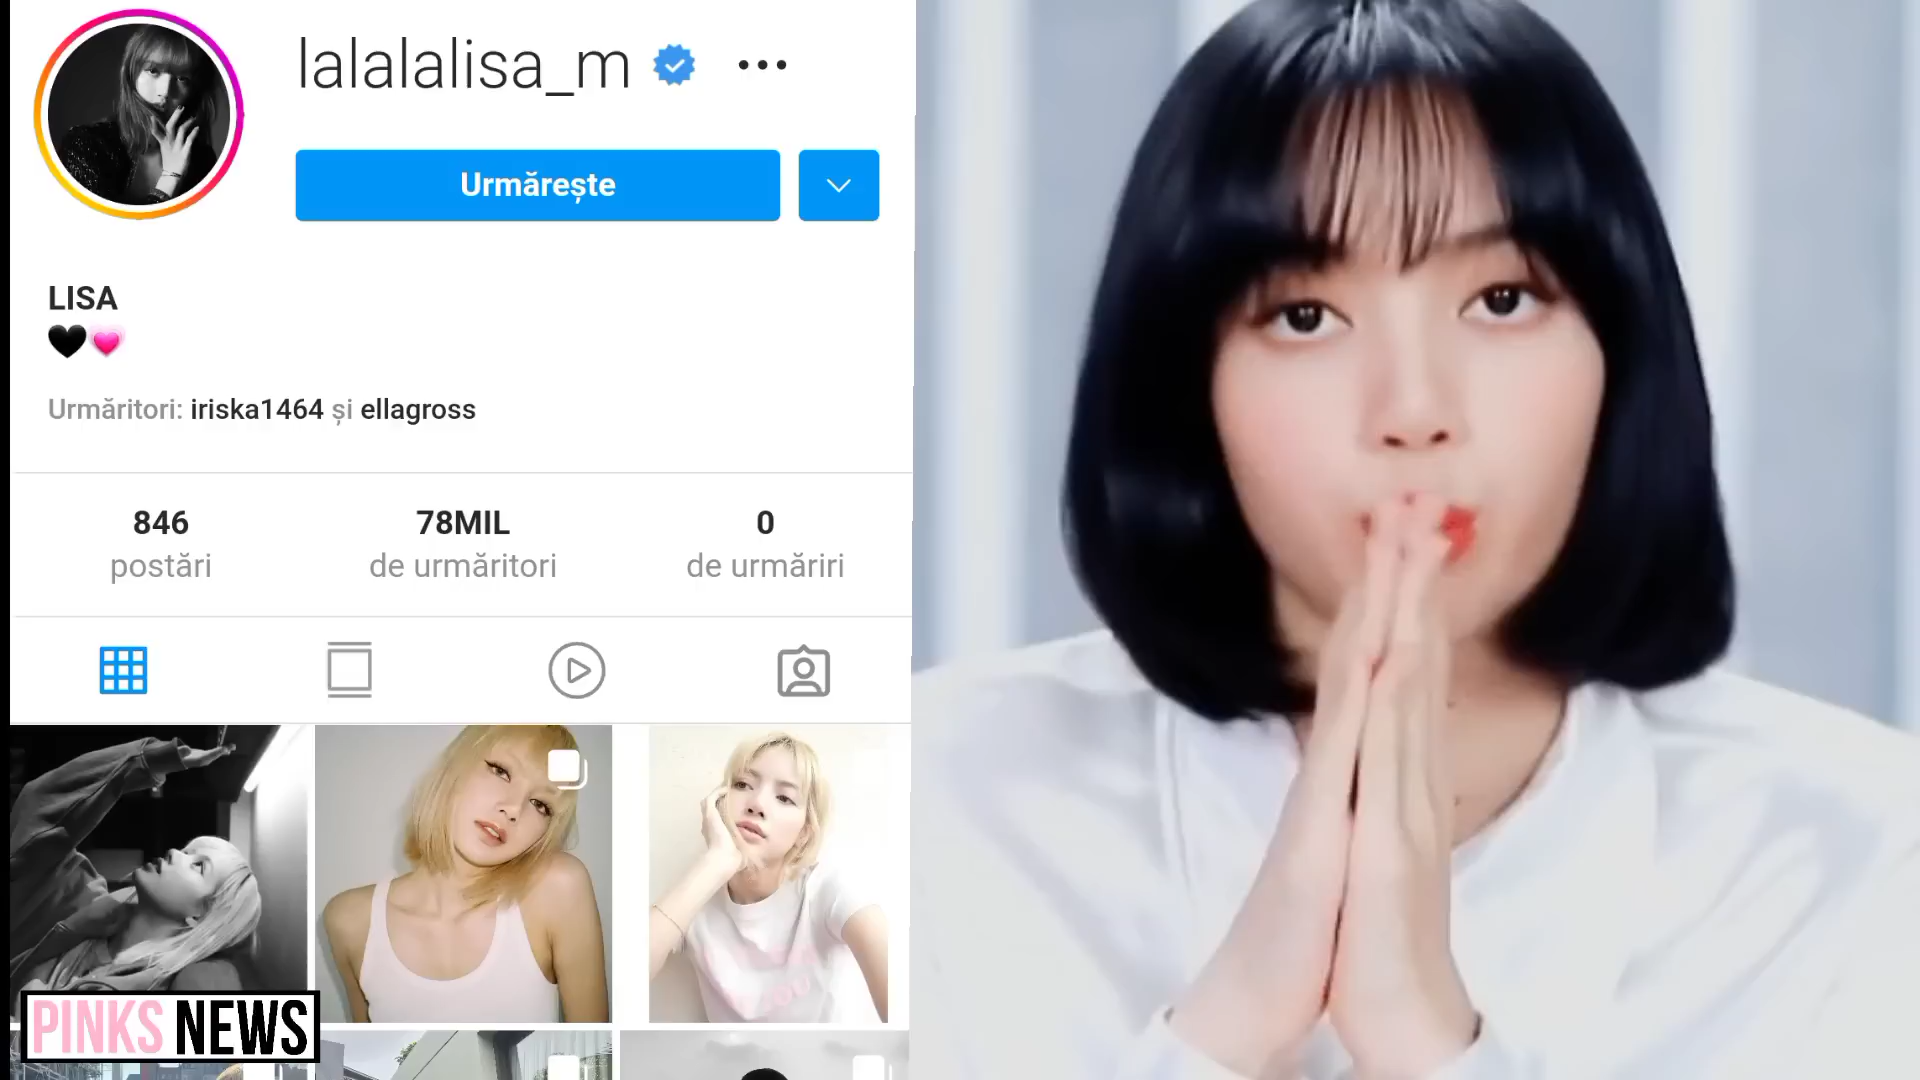 lalalalisa_m
Urmărește
LISA
🖤💗
Urmăritori: iriska1464 și ellagross
846 78MIL 0
postări de urmăritori de urmăriri
PINKS NEWS